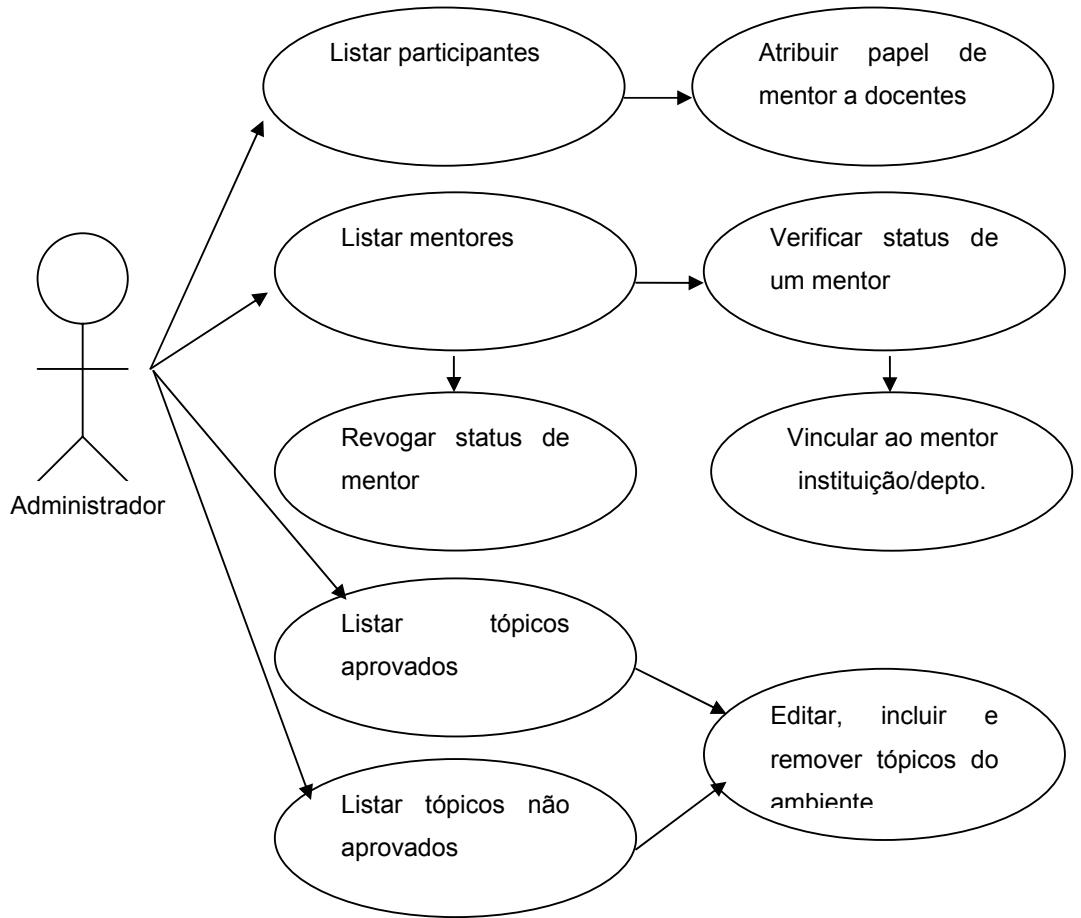 Listar participantes
Atribuir papel de
mentor a docentes
Listar mentores
Verificar status de
um mentor
Revogar status de
mentor
Vincular ao mentor
instituição/depto.
Administrador
Listar tópicos
aprovados
Editar, incluir e
remover tópicos do
ambiente
Listar tópicos não
aprovados